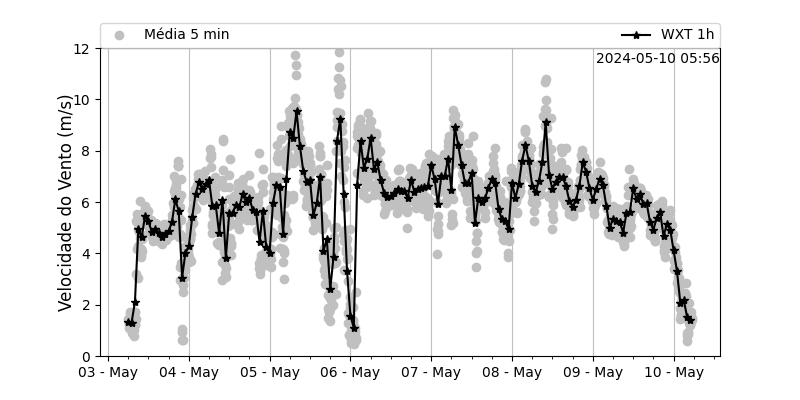 Média 5 min
WXT 1h
2024-05-10 05:56
Velocidade do Vento (m/s)
12
10
8
6
4
2
0
03 - May
04 - May
05 - May
06 - May
07 - May
08 - May
09 - May
10 - May